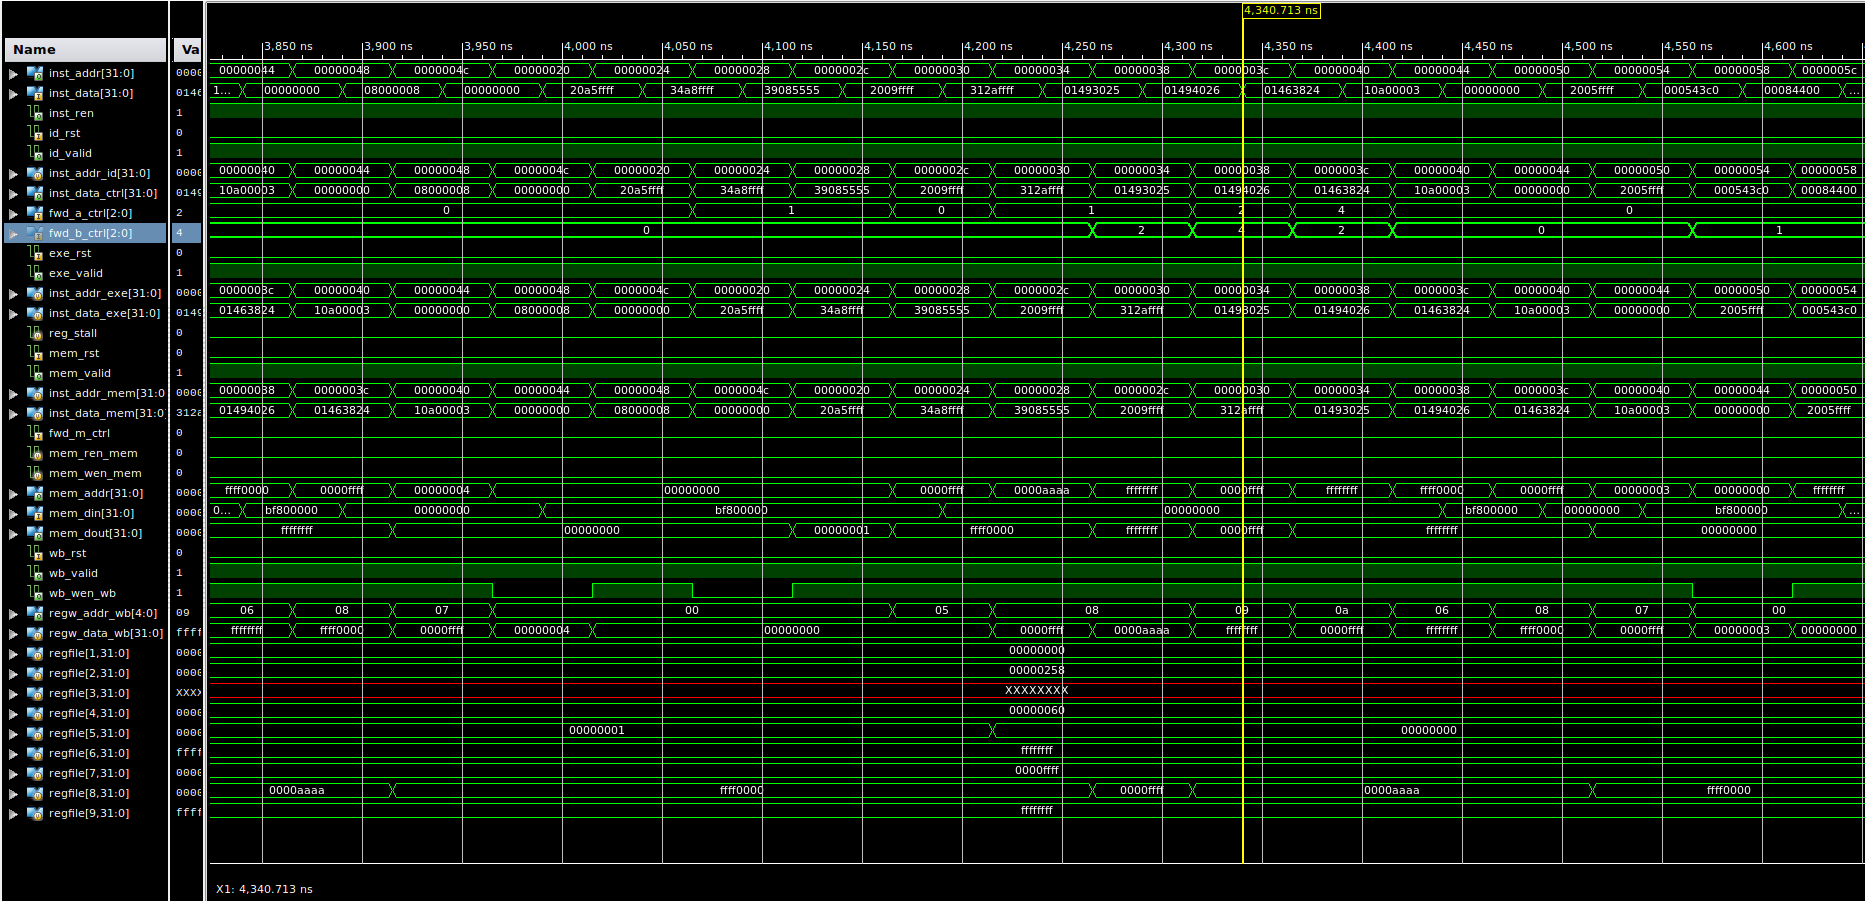 4,340.713 ns
Name Va
3,850 ns 3,900 ns 3,950 ns 4,000 ns 4,050 ns 4,100 ns 4,150 ns 4,200 ns 4,250 ns 4,300 ns 4,350 ns 4,400 ns 4,450 ns 4,500 ns 4,550 ns 4,600 ns
inst_addr[31:0] 0000 00000044 00000048 0000004c 00000020 00000024 00000028 0000002c 00000030 00000034 00000038 0000003c 00000040 00000044 00000050 00000054 00000058 0000005c
inst_data[31:0] 0146 1... 00000000 08000008 00000000 20a5ffff 34a8ffff 39085555 2009ffff 312affff 01493025 01494026 01463824 10a00003 00000000 2005ffff 000543c0 00084400 ...
inst_ren 1
id_rst 0
id_valid 1
inst_addr_id[31:0] 0000 00000040 00000044 00000048 0000004c 00000020 00000024 00000028 0000002c 00000030 00000034 00000038 0000003c 00000040 00000044 00000050 00000054 00000058
inst_data_ctrl[31:0] 0149 10a00003 00000000 08000008 00000000 20a5ffff 34a8ffff 39085555 2009ffff 312affff 01493025 01494026 01463824 10a00003 00000000 2005ffff 000543c0 00084400
fwd_a_ctrl[2:0] 2 0 1 0 1 2 4 0
fwd_b_ctrl[2:0] 4 0 2 4 2 0 1
exe_rst 0
exe_valid 1
inst_addr_exe[31:0] 0000 0000003c 00000040 00000044 00000048 0000004c 00000020 00000024 00000028 0000002c 00000030 00000034 00000038 0000003c 00000040 00000044 00000050 00000054
inst_data_exe[31:0] 0149 01463824 10a00003 00000000 08000008 00000000 20a5ffff 34a8ffff 39085555 2009ffff 312affff 01493025 01494026 01463824 10a00003 00000000 2005ffff 000543c0
reg_stall 0
mem_rst 0
mem_valid 1
inst_addr_mem[31:0 0000 00000038 0000003c 00000040 00000044 00000048 0000004c 00000020 00000024 00000028 0000002c 00000030 00000034 00000038 0000003c 00000040 00000044 00000050
inst_data_mem[31:0 312a 01494026 01463824 10a00003 00000000 08000008 00000000 20a5ffff 34a8ffff 39085555 2009ffff 312affff 01493025 01494026 01463824 10a00003 00000000 2005ffff
fwd_m_ctrl 0
mem_ren_mem 0
mem_wen_mem 0
mem_addr[31:0] 0000 ffff0000 0000ffff 00000004 00000000 0000ffff 0000aaaa ffffffff 0000ffff ffffffff ffff0000 0000ffff 00000003 00000000 ffffffff
mem_din[31:0] 0000 0... bf800000 00000000 bf800000 00000000 bf800000 00000000 bf800000 ...
mem_dout[31:0] 0000 ffffffff 00000000 00000001 ffff0000 ffffffff 0000ffff ffffffff 00000000
wb_rst 0
wb_valid 1
wb_wen_wb 1
regw_addr_wb[4:0] 09 06 08 07 00 05 08 09 0a 06 08 07 00
regw_data_wb[31:0] ffff ffffffff ffff0000 0000ffff 00000004 00000000 0000ffff 0000aaaa ffffffff 0000ffff ffffffff ffff0000 0000ffff 00000003 00000000
regfile[1,31:0] 0000 00000000
regfile[2,31:0] 0000 00000258
regfile[3,31:0] XXXX XXXXXXXX
regfile[4,31:0] 0000 00000060
regfile[5,31:0] 0000 00000001 00000000
regfile[6,31:0] ffff ffffffff
regfile[7,31:0] 0000 0000ffff
regfile[8,31:0] 0000 0000aaaa ffff0000 0000ffff 0000aaaa ffff0000
regfile[9,31:0] ffff ffffffff
X1: 4,340.713 ns